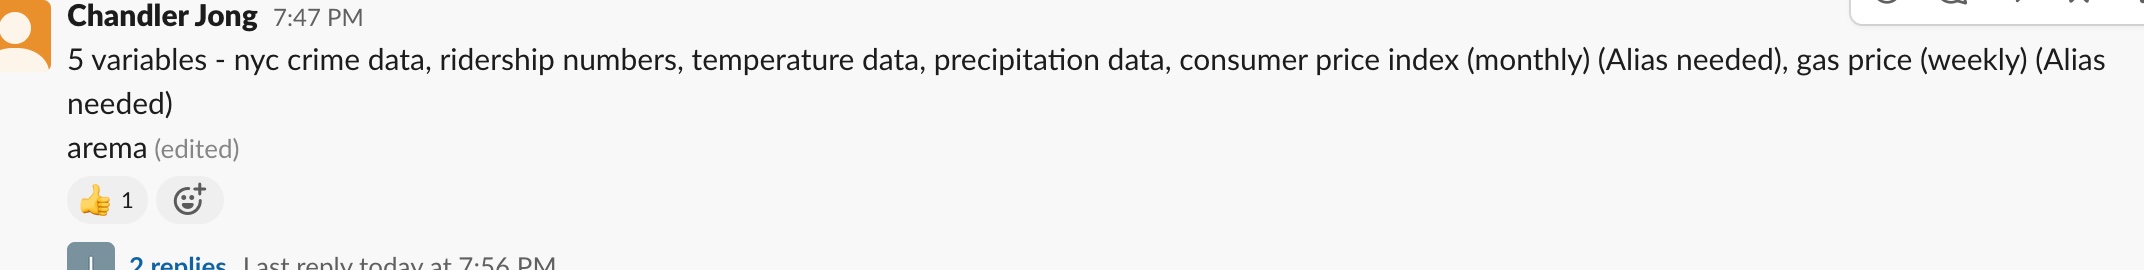 Chandler Jong 7:47 PM
5 variables - nyc crime data, ridership numbers, temperature data, precipitation data, consumer price index (monthly) (Alias needed), gas price (weekly) (Alias
needed)
arema (edited)
👍 1
2 replies Last reply today at 7:56 PM